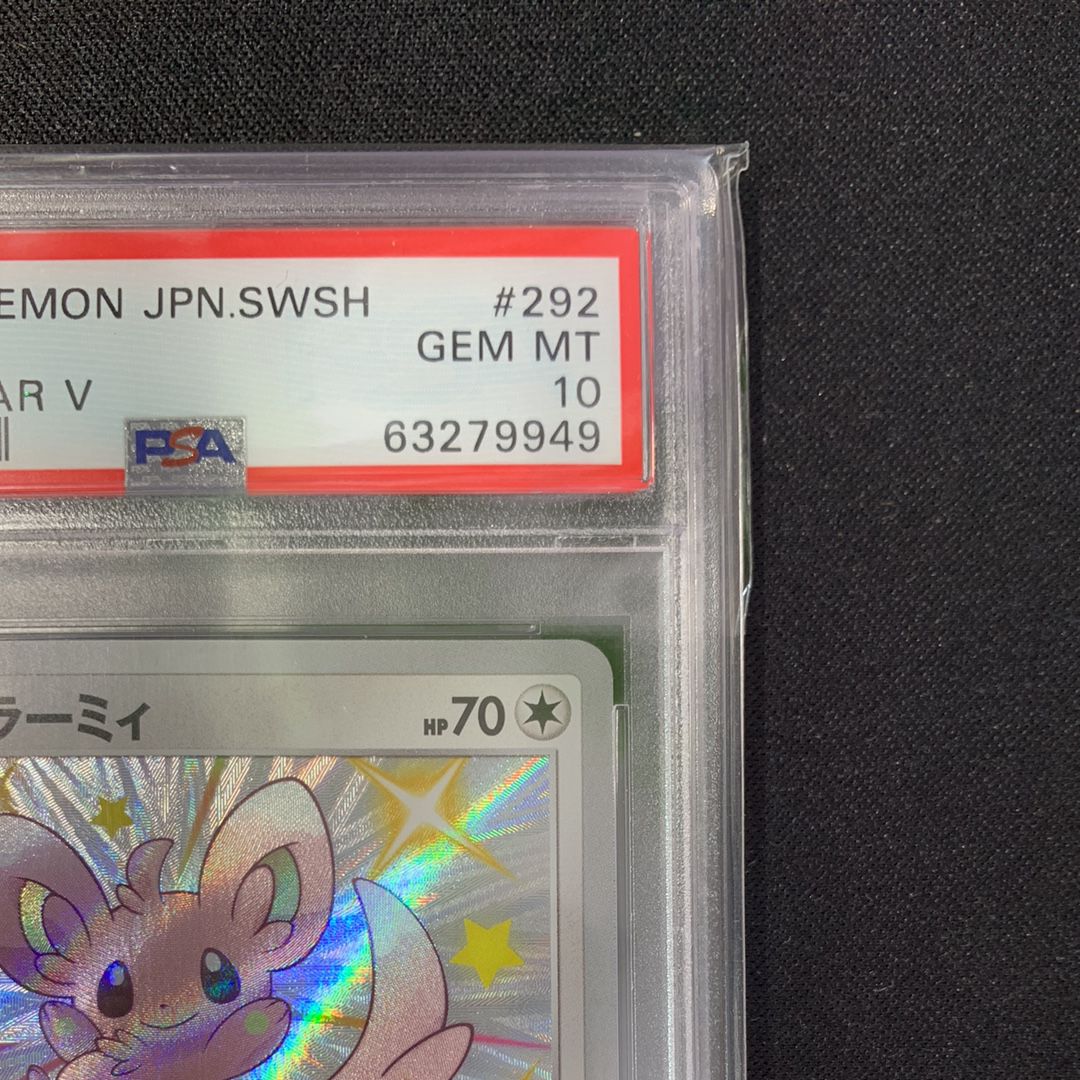 EMON JPN.SWSH #292
GEM MT
AR V 10
PSA 63279949
ラーミィ HP70